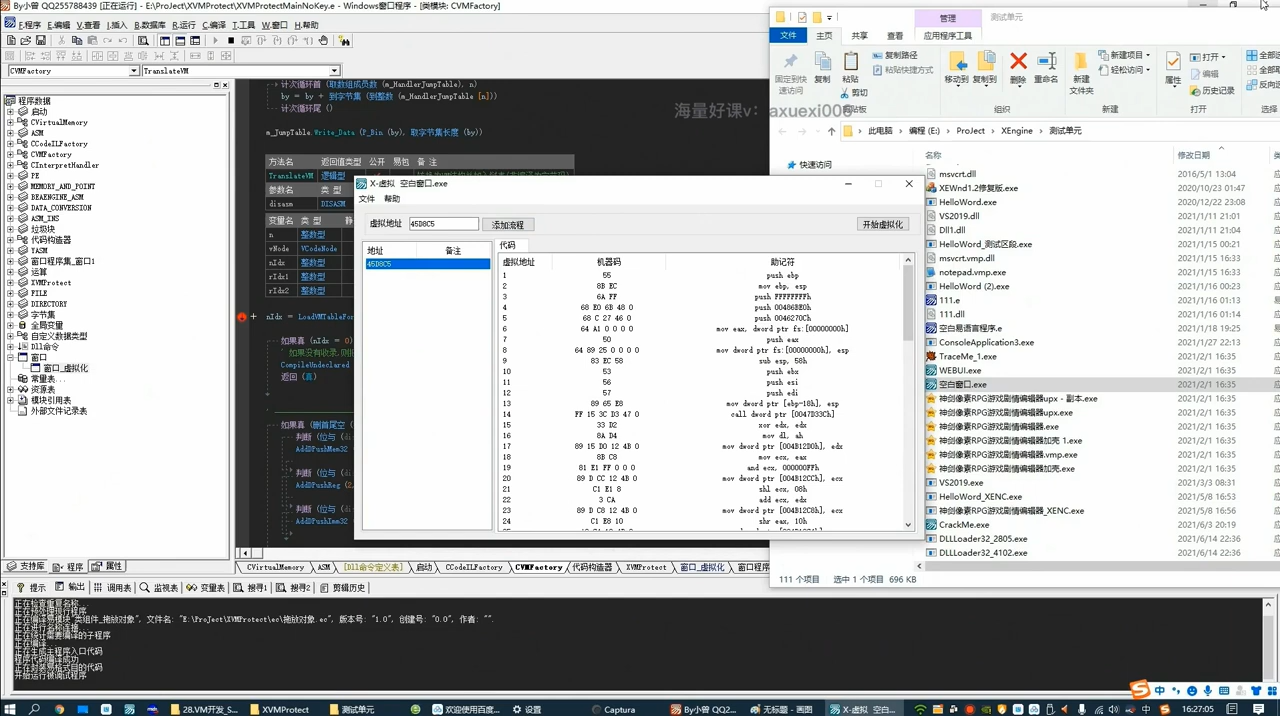 按小曾 QQ255788439 [正在运行] - E:\ProJect\XVMProtect\XVMProtectMainNoKey.e - Windows窗口程序 - [类模块: CVMFactory]
F.程序 E.编辑 V.查看 I.插入 B.数据库 R.运行 C.编译 T.工具 W.窗口 H.帮助
CVMFactory TranslateVM
程序数据
启动
CVirtualMemory
ASM
CCodeILFactory
CVMFactory
CInterpretHandler
PE
MEMORY_AND_POINT
BEAENGINE_ASM
DATA_CONVERSION
ASM_INS
垃圾块
代码构造器
TASM
窗口程序集_窗口1
运算
XVMProtect
FILE
DIRECTORY
字节集
全局变量
自定义数据类型
Dll命令
窗口
窗口_虚拟化
常量表...
资源表
模块引用表
外部文件记录表
支持库 程序 属性
计次循环首 (取数组成员数 (m_HandlerJumpTable), n)
by = by + 到字节集 (到整数 (m_HandlerJumpTable [n]))
计次循环尾 ()
m_JumpTable.Write_Data (P_Bin (by), 取字节集长度 (by))
方法名 返回值类型 公开 易包 备 注
TranslateVM 逻辑型
参数名 类 型
disasm DISASM
变量名 类 型 静
n 整数型
vNode VCodeNode
nIdx 整数型
rIdx1 整数型
rIdx2 整数型
nIdx = LoadVMTableFor
如果真 (nIdx = 0)
CompileUndeclared
返回 (真)
如果真 (删首尾空 (
判断 (位与 (di
AddDPushMem32
判断 (位与 (di
AddDPushReg (2,
判断 (位与 (di
AddDPushImm32
CVirtualMemory ASM [Dll命令定义表] 启动 CCodeILFactory CVMFactory 代码构造器 XVMProtect 窗口_虚拟化 窗口程序
X-虚拟 空白窗口.exe
文件 帮助
虚拟地址 45D8C5 添加流程 开始虚拟化
地址 备注
45D8C5
代码
虚拟地址 机器码 助记符
1 55 push ebp
2 8B EC mov ebp, esp
3 6A FF push FFFFFFFFh
4 68 E0 6B 48 0 push 00486BE0h
5 68 C 27 46 0 push 0046270Ch
6 64 A1 0 0 0 0 mov eax, dword ptr fs:[00000000h]
7 50 push eax
8 64 89 25 0 0 0 0 mov dword ptr fs:[00000000h], esp
9 83 EC 58 sub esp, 58h
10 53 push ebx
11 56 push esi
12 57 push edi
13 89 65 E8 mov dword ptr [ebp-18h], esp
14 FF 15 3C D3 47 0 call dword ptr [0047D33Ch]
15 33 D2 xor edx, edx
16 8A D4 mov dl, ah
17 89 15 D0 12 4B 0 mov dword ptr [004B12D0h], edx
18 8B C8 mov ecx, eax
19 81 E1 FF 0 0 0 and ecx, 000000FFh
20 89 D CC 12 4B 0 mov dword ptr [004B12CCh], ecx
21 C1 E1 8 shl ecx, 08h
22 3 CA add ecx, edx
23 89 D C8 12 4B 0 mov dword ptr [004B12C8h], ecx
24 C1 E8 10 shr eax, 10h
管理 测试单元
文件 主页 共享 查看 应用程序工具
固定到快速访问 复制 粘贴 复制路径 粘贴快捷方式 剪切 移动到 复制到 删除 重命名 新建文件夹 新建项目 轻松访问 属性 打开 编辑 历史记录
剪贴板 组织 新建 打开 选择
海量好课v：axuexi006
此电脑 编程 (E:) ProJect XEngine 测试单元
快速访问
名称 修改日期
msvcrt.dll 2016/5/1 13:04
XEWnd1.2修复版.exe 2020/10/23 01:47
HelloWord.exe 2020/12/22 23:08
VS2019.dll 2021/1/11 21:04
Dll1.dll 2021/1/11 21:01
HelloWord_测试区段.exe 2021/1/15 00:21
msvcrt.vmp.dll 2021/1/16 16:35
notepad.vmp.exe 2021/1/16 16:35
HelloWord (2).exe 2021/1/16 00:23
111.e 2021/1/16 01:13
111.dll 2021/1/16 01:14
空白易语言程序.e 2021/1/18 19:25
ConsoleApplication3.exe 2021/1/27 22:13
TraceMe_1.exe 2021/2/1 16:35
WEBUI.exe 2021/2/1 16:35
空白窗口.exe 2021/2/1 16:35
神剑像素RPG游戏剧情编辑器upx - 副本.exe 2021/2/1 16:35
神剑像素RPG游戏剧情编辑器upx.exe 2021/2/1 16:35
神剑像素RPG游戏剧情编辑器.exe 2021/2/1 16:35
神剑像素RPG游戏剧情编辑器加壳 1.exe 2021/2/1 16:35
神剑像素RPG游戏剧情编辑器.vmp.exe 2021/2/1 16:35
神剑像素RPG游戏剧情编辑器加壳.exe 2021/2/1 16:35
VS2019.exe 2021/3/3 08:31
HelloWord_XENC.exe 2021/5/8 16:53
神剑像素RPG游戏剧情编辑器_XENC.exe 2021/5/8 16:54
CrackMe.exe 2021/6/3 20:19
DLLLoader32_2805.exe 2021/6/14 22:36
DLLLoader32_4102.exe 2021/6/14 22:36
111 个项目 选中 1 个项目 696 KB
提示 输出 调用表 监视表 变量表 搜寻1 搜寻2 剪辑历史
正在检查重复名称...
正在预处理现行程序
正在编译易模块"类组件_拖放对象", 文件名: "E:\ProJect\XVMProtect\ec\拖放对象.ec", 版本号: "1.0", 创建号: "0.0", 作者: "".
正在进行名称连接...
正在统计需要编译的子程序
正在编译...
正在生成主程序入口代码
程序代码编译成功
正在封装易格式目的代码
开始运行被调试程序
28.VM开发_S... XVMProtect 测试单元 欢迎使用百度... 设置 Captura 按小曾 QQ2... 无标题 - 画图 X-虚拟 空白... 中 16:27:05